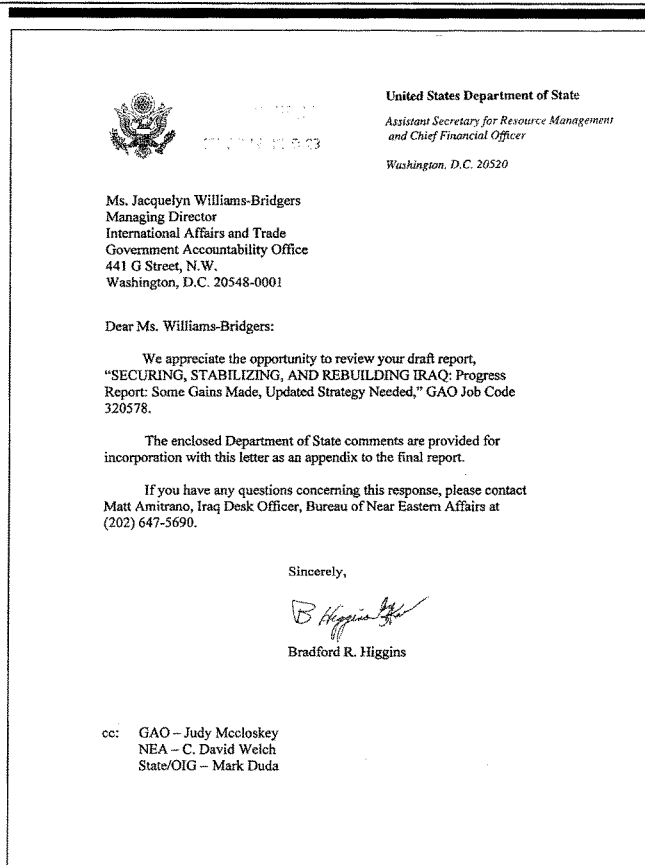 United States Department of State
Assistant Secretary for Resource Management
and Chief Financial Officer
Washington, D.C. 20520
Ms. Jacquelyn Williams-Bridgers
Managing Director
International Affairs and Trade
Government Accountability Office
441 G Street, N.W.
Washington, D.C. 20548-0001
Dear Ms. Williams-Bridgers:
We appreciate the opportunity to review your draft report,
“SECURING, STABILIZING, AND REBUILDING IRAQ: Progress
Report: Some Gains Made, Updated Strategy Needed,” GAO Job Code
320578.
The enclosed Department of State comments are provided for
incorporation with this letter as an appendix to the final report.
If you have any questions concerning this response, please contact
Matt Amitrano, Iraq Desk Officer, Bureau of Near Eastern Affairs at
(202) 647-5690.
Sincerely,
B Higgins
Bradford R. Higgins
cc: GAO – Judy Mccloskey
NEA – C. David Welch
State/OIG – Mark Duda